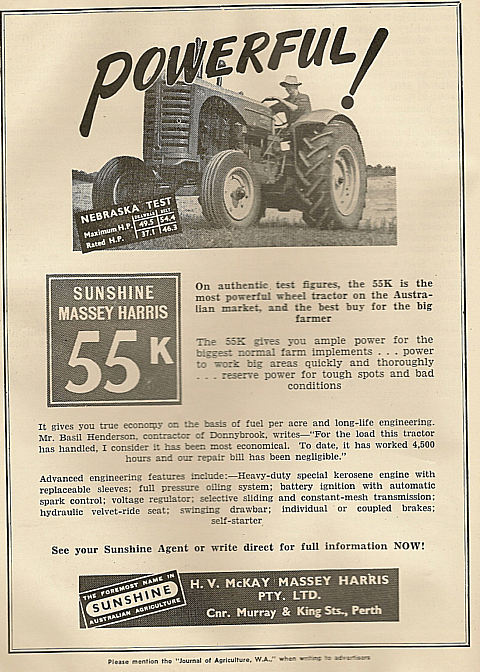 POWERFUL!
NEBRASKA TEST
DRAWBAR BELT
Maximum H.P. 49.5 54.4
Rated H.P. 37.1 46.3
SUNSHINE
MASSEY HARRIS
55K
On authentic test figures, the 55K is the
most powerful wheel tractor on the Austra-
lian market, and the best buy for the big
farmer
The 55K gives you ample power for the
biggest normal farm implements . . . power
to work big areas quickly and thoroughly
. . . reserve power for tough spots and bad
conditions
It gives you true economy on the basis of fuel per acre and long-life engineering.
Mr. Basil Henderson, contractor of Donnybrook, writes—"For the load this tractor
has handled, I consider it has been most economical. To date, it has worked 4,500
hours and our repair bill has been negligible."
Advanced engineering features include:—Heavy-duty special kerosene engine with
replaceable sleeves; full pressure oiling system; battery ignition with automatic
spark control; voltage regulator; selective sliding and constant-mesh transmission;
hydraulic velvet-ride seat; swinging drawbar; individual or coupled brakes;
self-starter
See your Sunshine Agent or write direct for full information NOW!
THE FOREMOST NAME IN
SUNSHINE
AUSTRALIAN AGRICULTURE
H. V. McKAY MASSEY HARRIS
PTY. LTD.
Cnr. Murray & King Sts., Perth
Please mention the "Journal of Agriculture, W.A.," when writing to advertisers